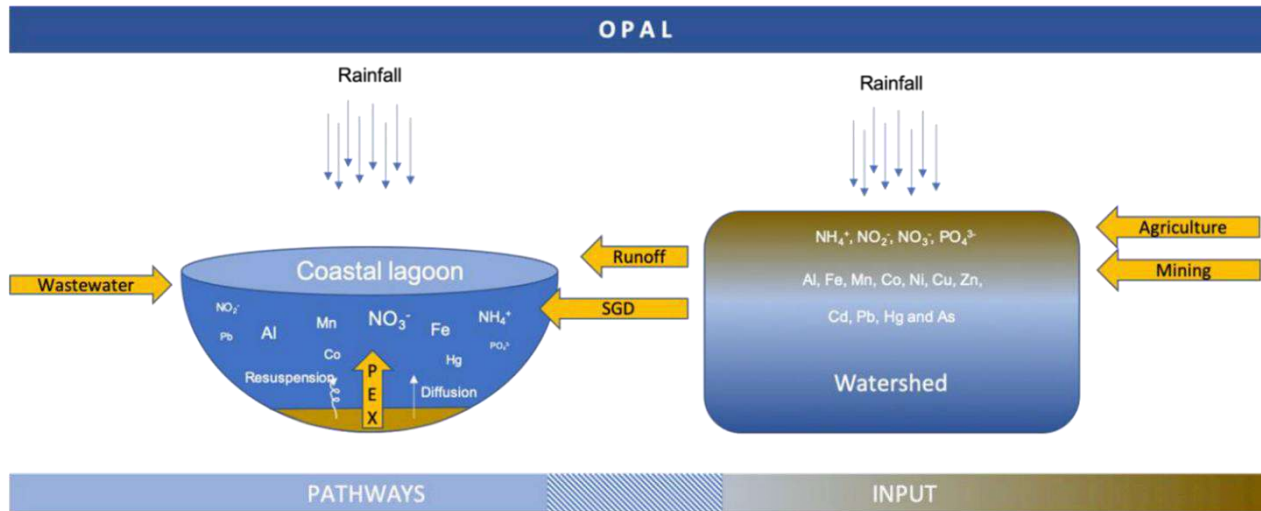 OPAL
Rainfall
Rainfall
Agriculture
Mining
Runoff
SGD
Wastewater
Coastal lagoon
NO₂⁻
Pb
Al
Mn
Co
NO₃⁻
Fe
NH₄⁺
Hg
PO₄³⁻
Resuspension
PEX
Diffusion
NH₄⁺, NO₂⁻, NO₃⁻, PO₄³⁻
Al, Fe, Mn, Co, Ni, Cu, Zn,
Cd, Pb, Hg and As
Watershed
PATHWAYS
INPUT